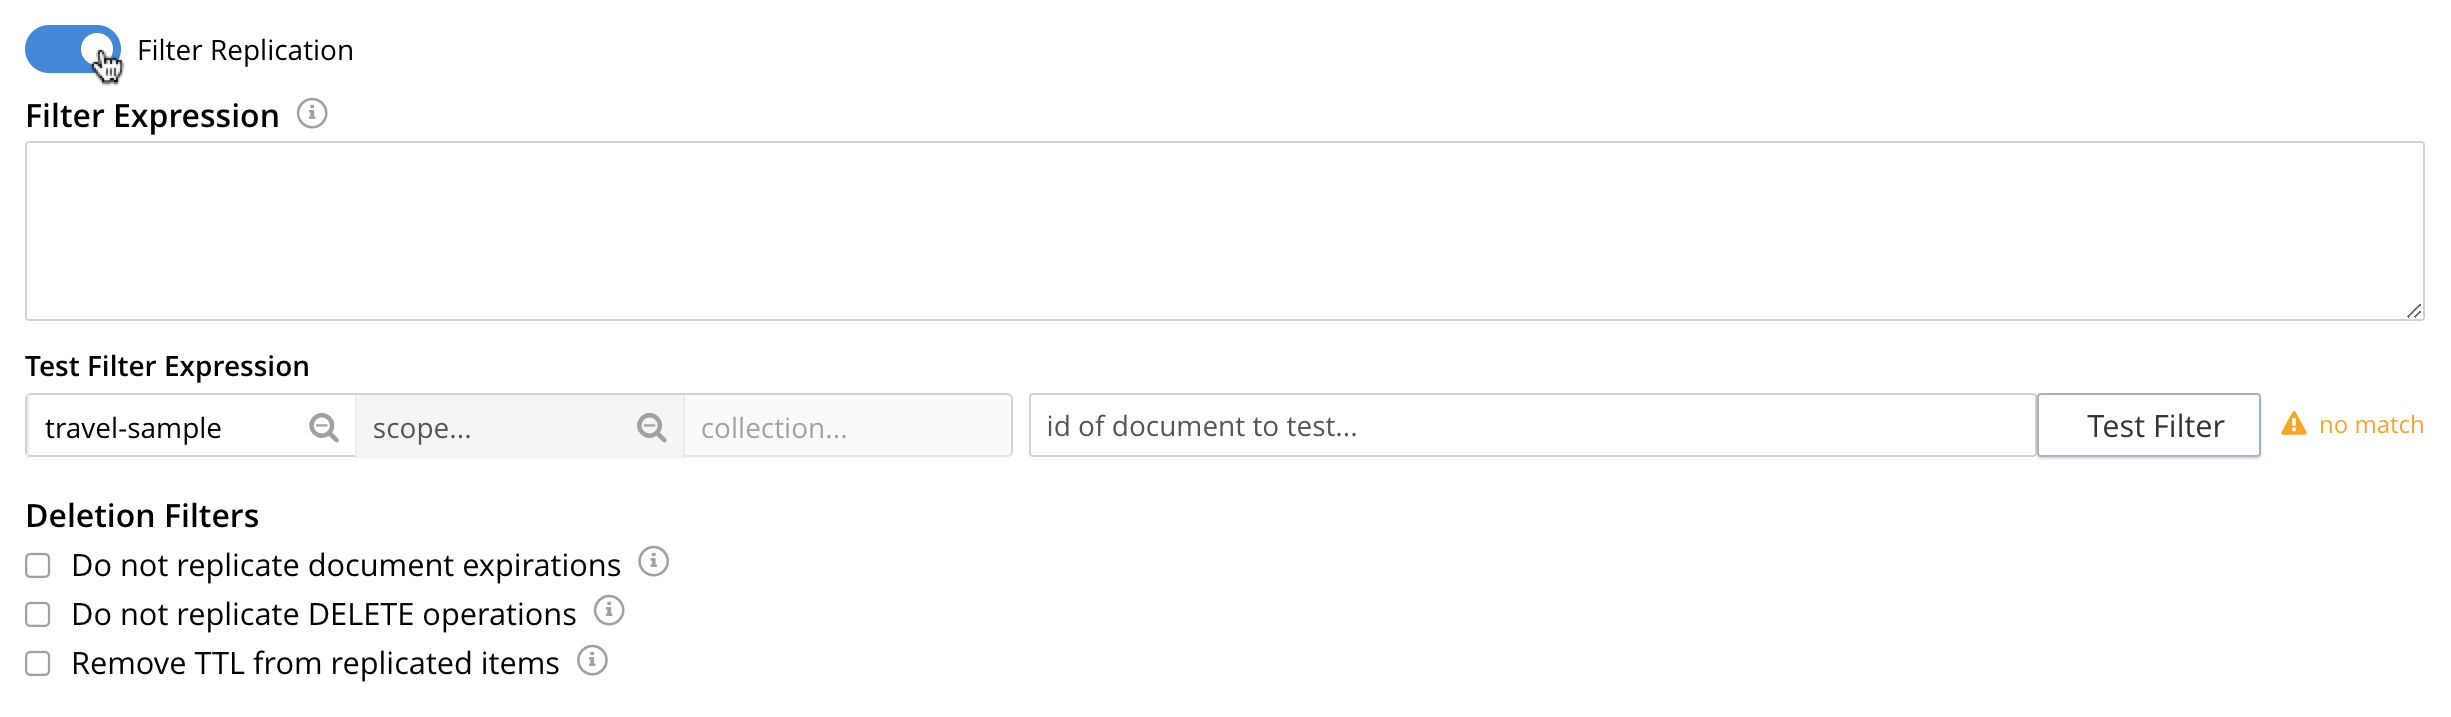 Filter Replication
Filter Expression
Test Filter Expression
travel-sample scope... collection... id of document to test... Test Filter no match
Deletion Filters
Do not replicate document expirations
Do not replicate DELETE operations
Remove TTL from replicated items